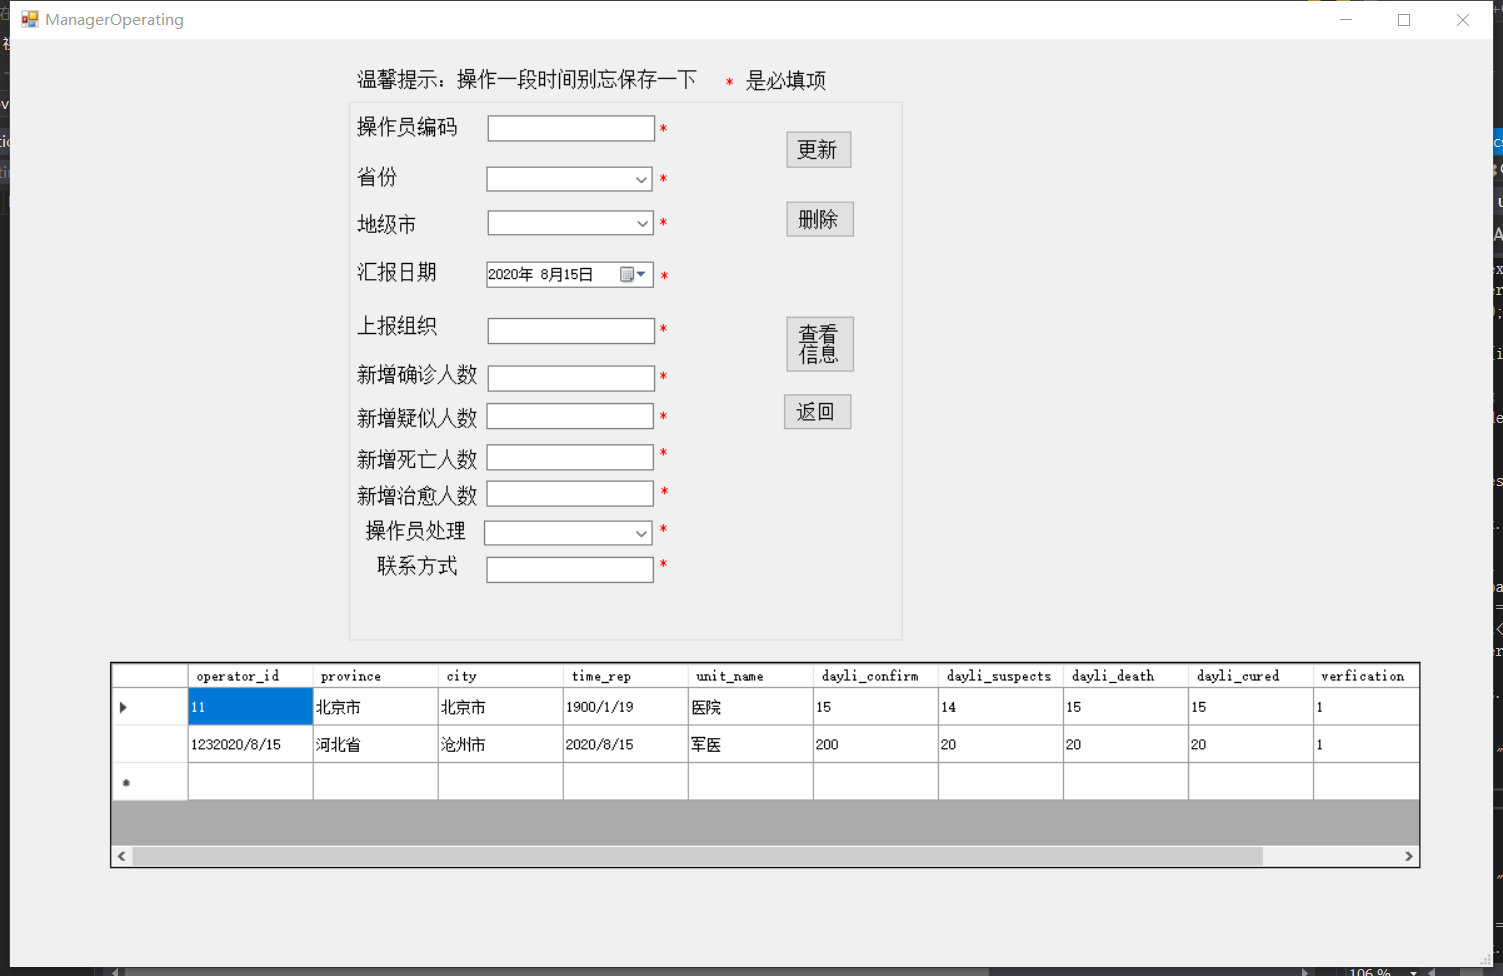 ManagerOperating
温馨提示：操作一段时间别忘保存一下 * 是必填项
操作员编码 *
更新
省份 *
删除
地级市 *
汇报日期 2020年 8月15日 *
上报组织 *
查看
信息
新增确诊人数 *
返回
新增疑似人数 *
新增死亡人数 *
新增治愈人数 *
操作员处理 *
联系方式 *
operator_id province city time_rep unit_name dayli_confirm dayli_suspects dayli_death dayli_cured verfication
11 北京市 北京市 1900/1/19 医院 15 14 15 15 1
1232020/8/15 河北省 沧州市 2020/8/15 军医 200 20 20 20 1
106 %